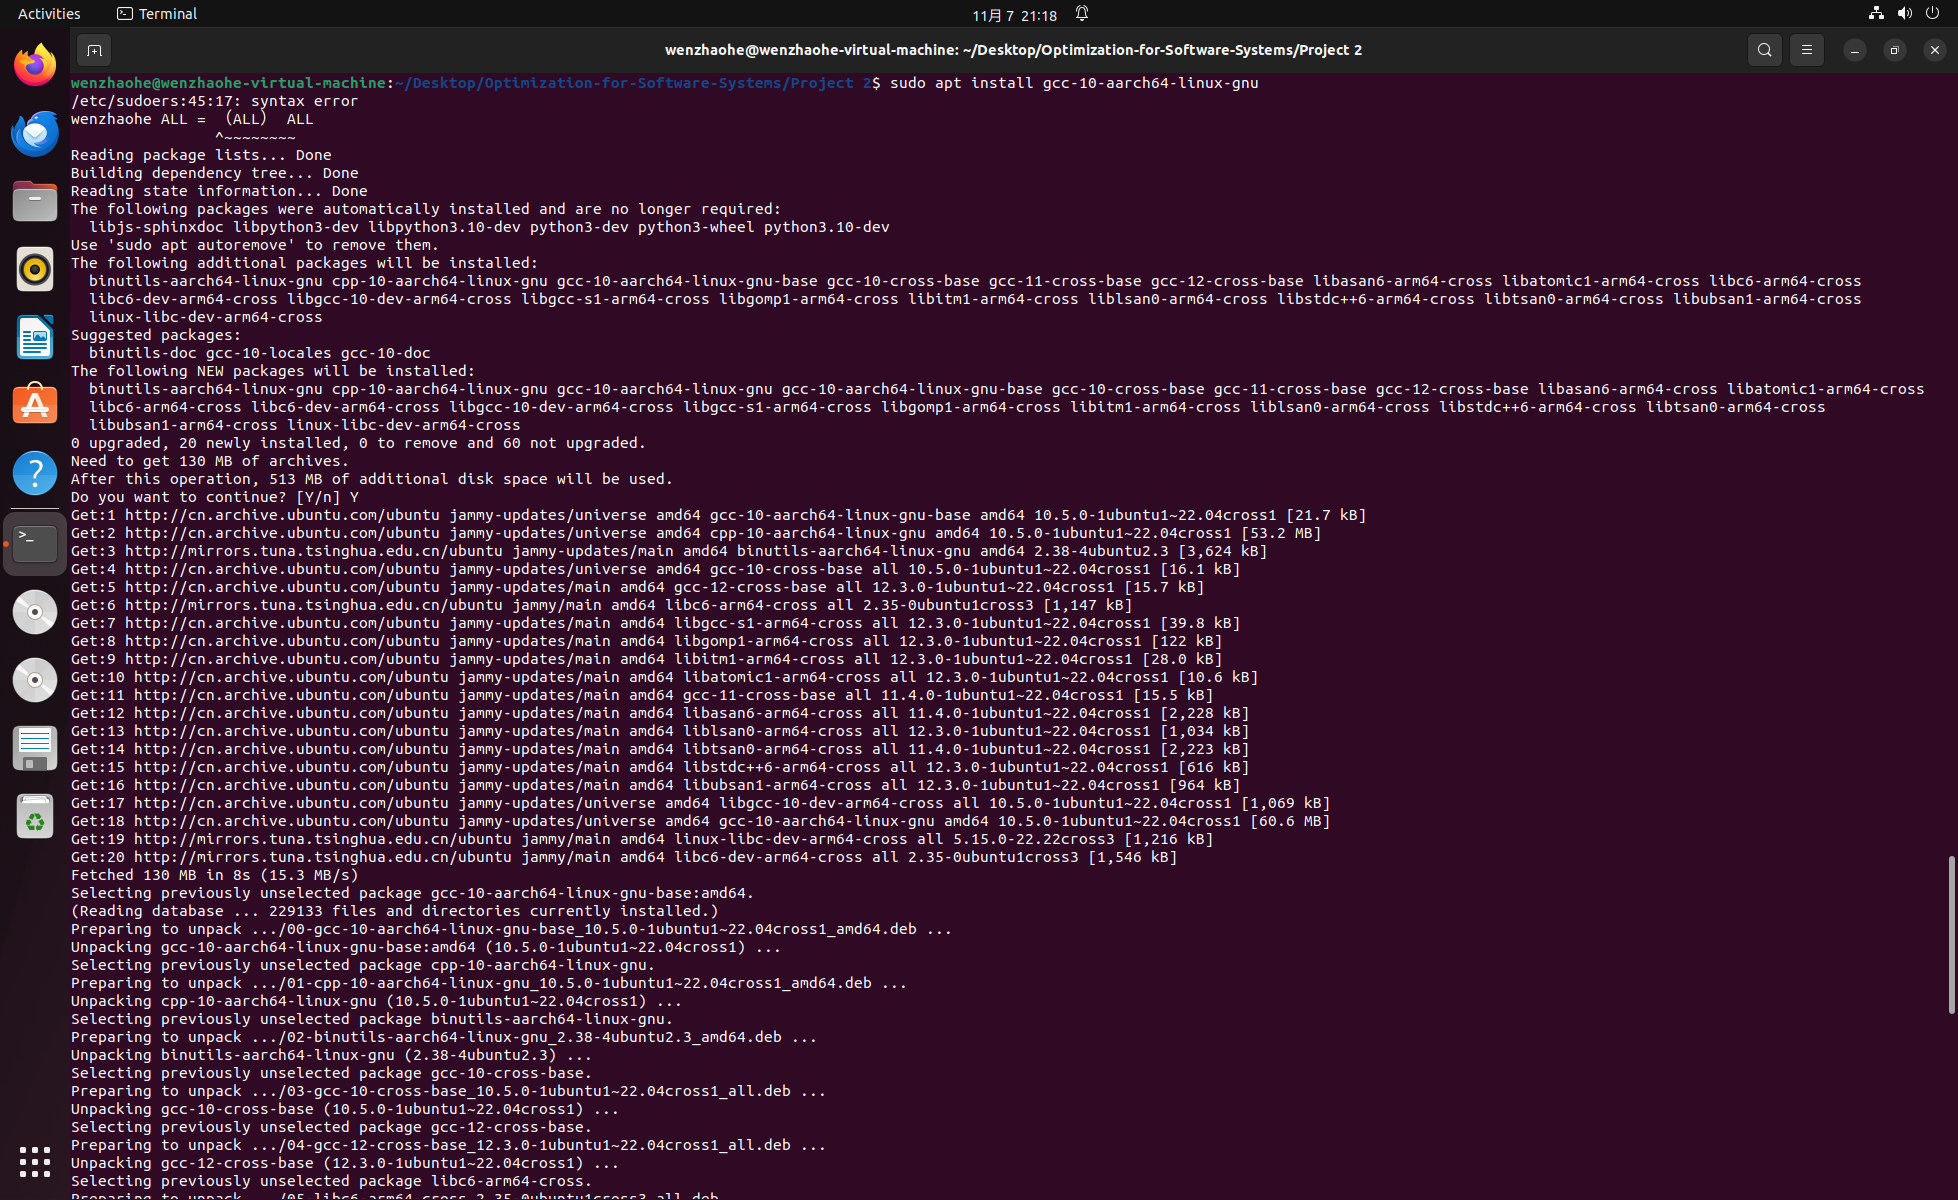 Activities
Terminal
11月 7 21:18
wenzhaohe@wenzhaohe-virtual-machine: ~/Desktop/Optimization-for-Software-Systems/Project 2
wenzhaohe@wenzhaohe-virtual-machine:~/Desktop/Optimization-for-Software-Systems/Project 2$ sudo apt install gcc-10-aarch64-linux-gnu
/etc/sudoers:45:17: syntax error
wenzhaohe ALL = （ALL） ALL
^~~~~~~~~
Reading package lists... Done
Building dependency tree... Done
Reading state information... Done
The following packages were automatically installed and are no longer required:
libjs-sphinxdoc libpython3-dev libpython3.10-dev python3-dev python3-wheel python3.10-dev
Use 'sudo apt autoremove' to remove them.
The following additional packages will be installed:
binutils-aarch64-linux-gnu cpp-10-aarch64-linux-gnu gcc-10-aarch64-linux-gnu-base gcc-10-cross-base gcc-11-cross-base gcc-12-cross-base libasan6-arm64-cross libatomic1-arm64-cross libc6-arm64-cross
libc6-dev-arm64-cross libgcc-10-dev-arm64-cross libgcc-s1-arm64-cross libgomp1-arm64-cross libitm1-arm64-cross liblsan0-arm64-cross libstdc++6-arm64-cross libtsan0-arm64-cross libubsan1-arm64-cross
linux-libc-dev-arm64-cross
Suggested packages:
binutils-doc gcc-10-locales gcc-10-doc
The following NEW packages will be installed:
binutils-aarch64-linux-gnu cpp-10-aarch64-linux-gnu gcc-10-aarch64-linux-gnu gcc-10-aarch64-linux-gnu-base gcc-10-cross-base gcc-11-cross-base gcc-12-cross-base libasan6-arm64-cross libatomic1-arm64-cross
libc6-arm64-cross libc6-dev-arm64-cross libgcc-10-dev-arm64-cross libgcc-s1-arm64-cross libgomp1-arm64-cross libitm1-arm64-cross liblsan0-arm64-cross libstdc++6-arm64-cross libtsan0-arm64-cross
libubsan1-arm64-cross linux-libc-dev-arm64-cross
0 upgraded, 20 newly installed, 0 to remove and 60 not upgraded.
Need to get 130 MB of archives.
After this operation, 513 MB of additional disk space will be used.
Do you want to continue? [Y/n] Y
Get:1 http://cn.archive.ubuntu.com/ubuntu jammy-updates/universe amd64 gcc-10-aarch64-linux-gnu-base amd64 10.5.0-1ubuntu1~22.04cross1 [21.7 kB]
Get:2 http://cn.archive.ubuntu.com/ubuntu jammy-updates/universe amd64 cpp-10-aarch64-linux-gnu amd64 10.5.0-1ubuntu1~22.04cross1 [53.2 MB]
Get:3 http://mirrors.tuna.tsinghua.edu.cn/ubuntu jammy-updates/main amd64 binutils-aarch64-linux-gnu amd64 2.38-4ubuntu2.3 [3,624 kB]
Get:4 http://cn.archive.ubuntu.com/ubuntu jammy-updates/universe amd64 gcc-10-cross-base all 10.5.0-1ubuntu1~22.04cross1 [16.1 kB]
Get:5 http://cn.archive.ubuntu.com/ubuntu jammy-updates/main amd64 gcc-12-cross-base all 12.3.0-1ubuntu1~22.04cross1 [15.7 kB]
Get:6 http://mirrors.tuna.tsinghua.edu.cn/ubuntu jammy/main amd64 libc6-arm64-cross all 2.35-0ubuntu1cross3 [1,147 kB]
Get:7 http://cn.archive.ubuntu.com/ubuntu jammy-updates/main amd64 libgcc-s1-arm64-cross all 12.3.0-1ubuntu1~22.04cross1 [39.8 kB]
Get:8 http://cn.archive.ubuntu.com/ubuntu jammy-updates/main amd64 libgomp1-arm64-cross all 12.3.0-1ubuntu1~22.04cross1 [122 kB]
Get:9 http://cn.archive.ubuntu.com/ubuntu jammy-updates/main amd64 libitm1-arm64-cross all 12.3.0-1ubuntu1~22.04cross1 [28.0 kB]
Get:10 http://cn.archive.ubuntu.com/ubuntu jammy-updates/main amd64 libatomic1-arm64-cross all 12.3.0-1ubuntu1~22.04cross1 [10.6 kB]
Get:11 http://cn.archive.ubuntu.com/ubuntu jammy-updates/main amd64 gcc-11-cross-base all 11.4.0-1ubuntu1~22.04cross1 [15.5 kB]
Get:12 http://cn.archive.ubuntu.com/ubuntu jammy-updates/main amd64 libasan6-arm64-cross all 11.4.0-1ubuntu1~22.04cross1 [2,228 kB]
Get:13 http://cn.archive.ubuntu.com/ubuntu jammy-updates/main amd64 liblsan0-arm64-cross all 12.3.0-1ubuntu1~22.04cross1 [1,034 kB]
Get:14 http://cn.archive.ubuntu.com/ubuntu jammy-updates/main amd64 libtsan0-arm64-cross all 11.4.0-1ubuntu1~22.04cross1 [2,223 kB]
Get:15 http://cn.archive.ubuntu.com/ubuntu jammy-updates/main amd64 libstdc++6-arm64-cross all 12.3.0-1ubuntu1~22.04cross1 [616 kB]
Get:16 http://cn.archive.ubuntu.com/ubuntu jammy-updates/main amd64 libubsan1-arm64-cross all 12.3.0-1ubuntu1~22.04cross1 [964 kB]
Get:17 http://cn.archive.ubuntu.com/ubuntu jammy-updates/universe amd64 libgcc-10-dev-arm64-cross all 10.5.0-1ubuntu1~22.04cross1 [1,069 kB]
Get:18 http://cn.archive.ubuntu.com/ubuntu jammy-updates/universe amd64 gcc-10-aarch64-linux-gnu amd64 10.5.0-1ubuntu1~22.04cross1 [60.6 MB]
Get:19 http://mirrors.tuna.tsinghua.edu.cn/ubuntu jammy/main amd64 linux-libc-dev-arm64-cross all 5.15.0-22.22cross3 [1,216 kB]
Get:20 http://mirrors.tuna.tsinghua.edu.cn/ubuntu jammy/main amd64 libc6-dev-arm64-cross all 2.35-0ubuntu1cross3 [1,546 kB]
Fetched 130 MB in 8s (15.3 MB/s)
Selecting previously unselected package gcc-10-aarch64-linux-gnu-base:amd64.
(Reading database ... 229133 files and directories currently installed.)
Preparing to unpack .../00-gcc-10-aarch64-linux-gnu-base_10.5.0-1ubuntu1~22.04cross1_amd64.deb ...
Unpacking gcc-10-aarch64-linux-gnu-base:amd64 (10.5.0-1ubuntu1~22.04cross1) ...
Selecting previously unselected package cpp-10-aarch64-linux-gnu.
Preparing to unpack .../01-cpp-10-aarch64-linux-gnu_10.5.0-1ubuntu1~22.04cross1_amd64.deb ...
Unpacking cpp-10-aarch64-linux-gnu (10.5.0-1ubuntu1~22.04cross1) ...
Selecting previously unselected package binutils-aarch64-linux-gnu.
Preparing to unpack .../02-binutils-aarch64-linux-gnu_2.38-4ubuntu2.3_amd64.deb ...
Unpacking binutils-aarch64-linux-gnu (2.38-4ubuntu2.3) ...
Selecting previously unselected package gcc-10-cross-base.
Preparing to unpack .../03-gcc-10-cross-base_10.5.0-1ubuntu1~22.04cross1_all.deb ...
Unpacking gcc-10-cross-base (10.5.0-1ubuntu1~22.04cross1) ...
Selecting previously unselected package gcc-12-cross-base.
Preparing to unpack .../04-gcc-12-cross-base_12.3.0-1ubuntu1~22.04cross1_all.deb ...
Unpacking gcc-12-cross-base (12.3.0-1ubuntu1~22.04cross1) ...
Selecting previously unselected package libc6-arm64-cross.
Preparing to unpack .../05-libc6-arm64-cross_2.35-0ubuntu1cross3_all.deb ...